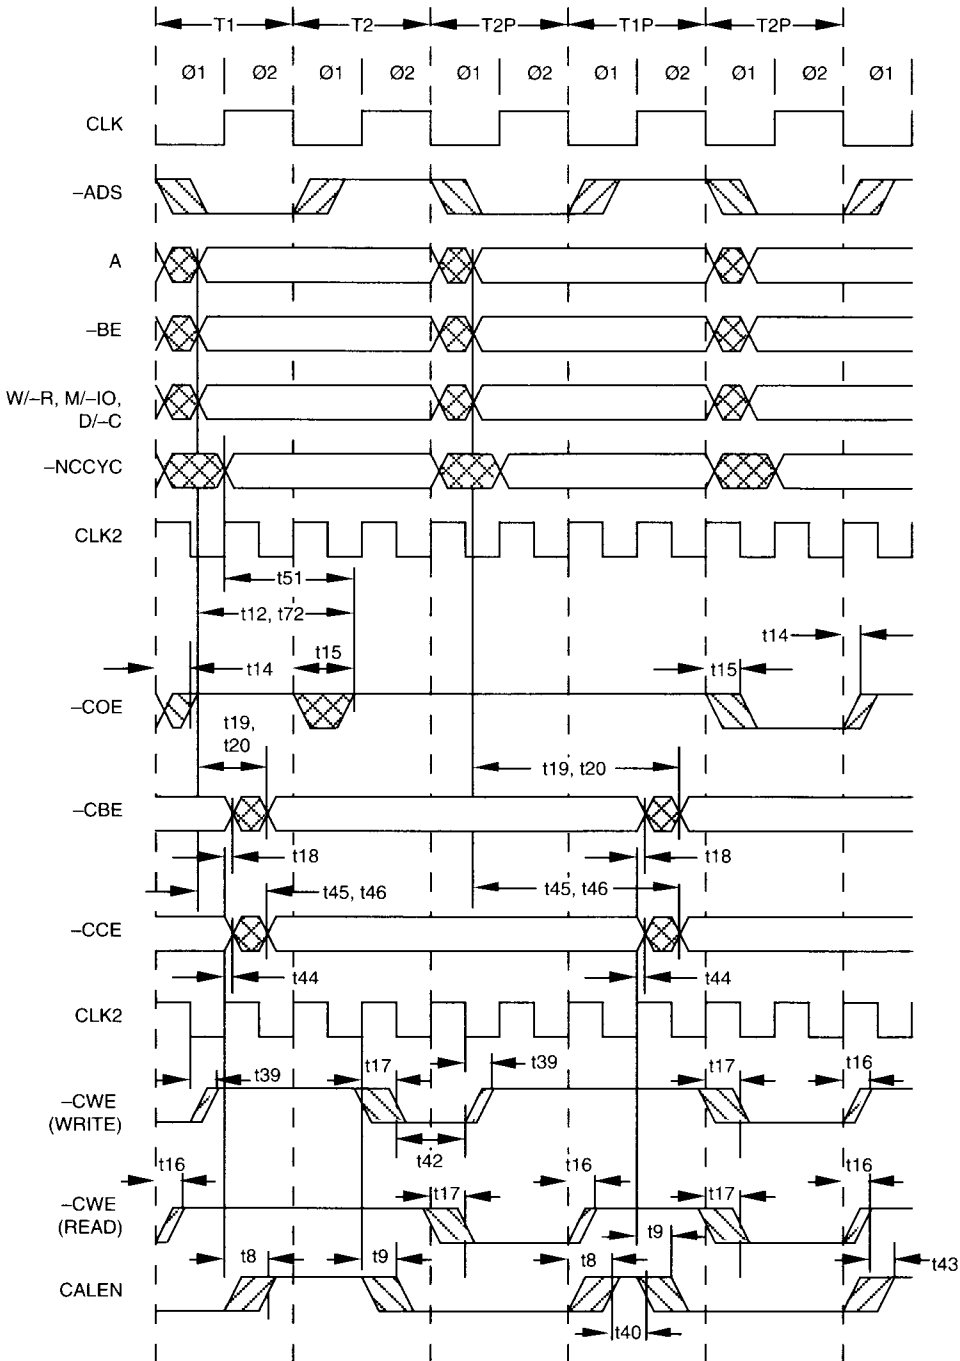 T1 T2 T2P T1P T2P
Ø1 Ø2 Ø1 Ø2 Ø1 Ø2 Ø1 Ø2 Ø1 Ø2 Ø1
CLK
–ADS
A
–BE
W/–R, M/–IO,
D/–C
–NCCYC
CLK2
t51
t12, t72
t14
t15
t14
t15
–COE
t19,
t20
t19, t20
–CBE
t18
t18
t45, t46
t45, t46
–CCE
t44
t44
CLK2
t39
t17
t39
t17
t16
–CWE
(WRITE)
t42
t16
t16
t16
t17
t17
–CWE
(READ)
t9
t8
t9
t8
t43
CALEN
t40